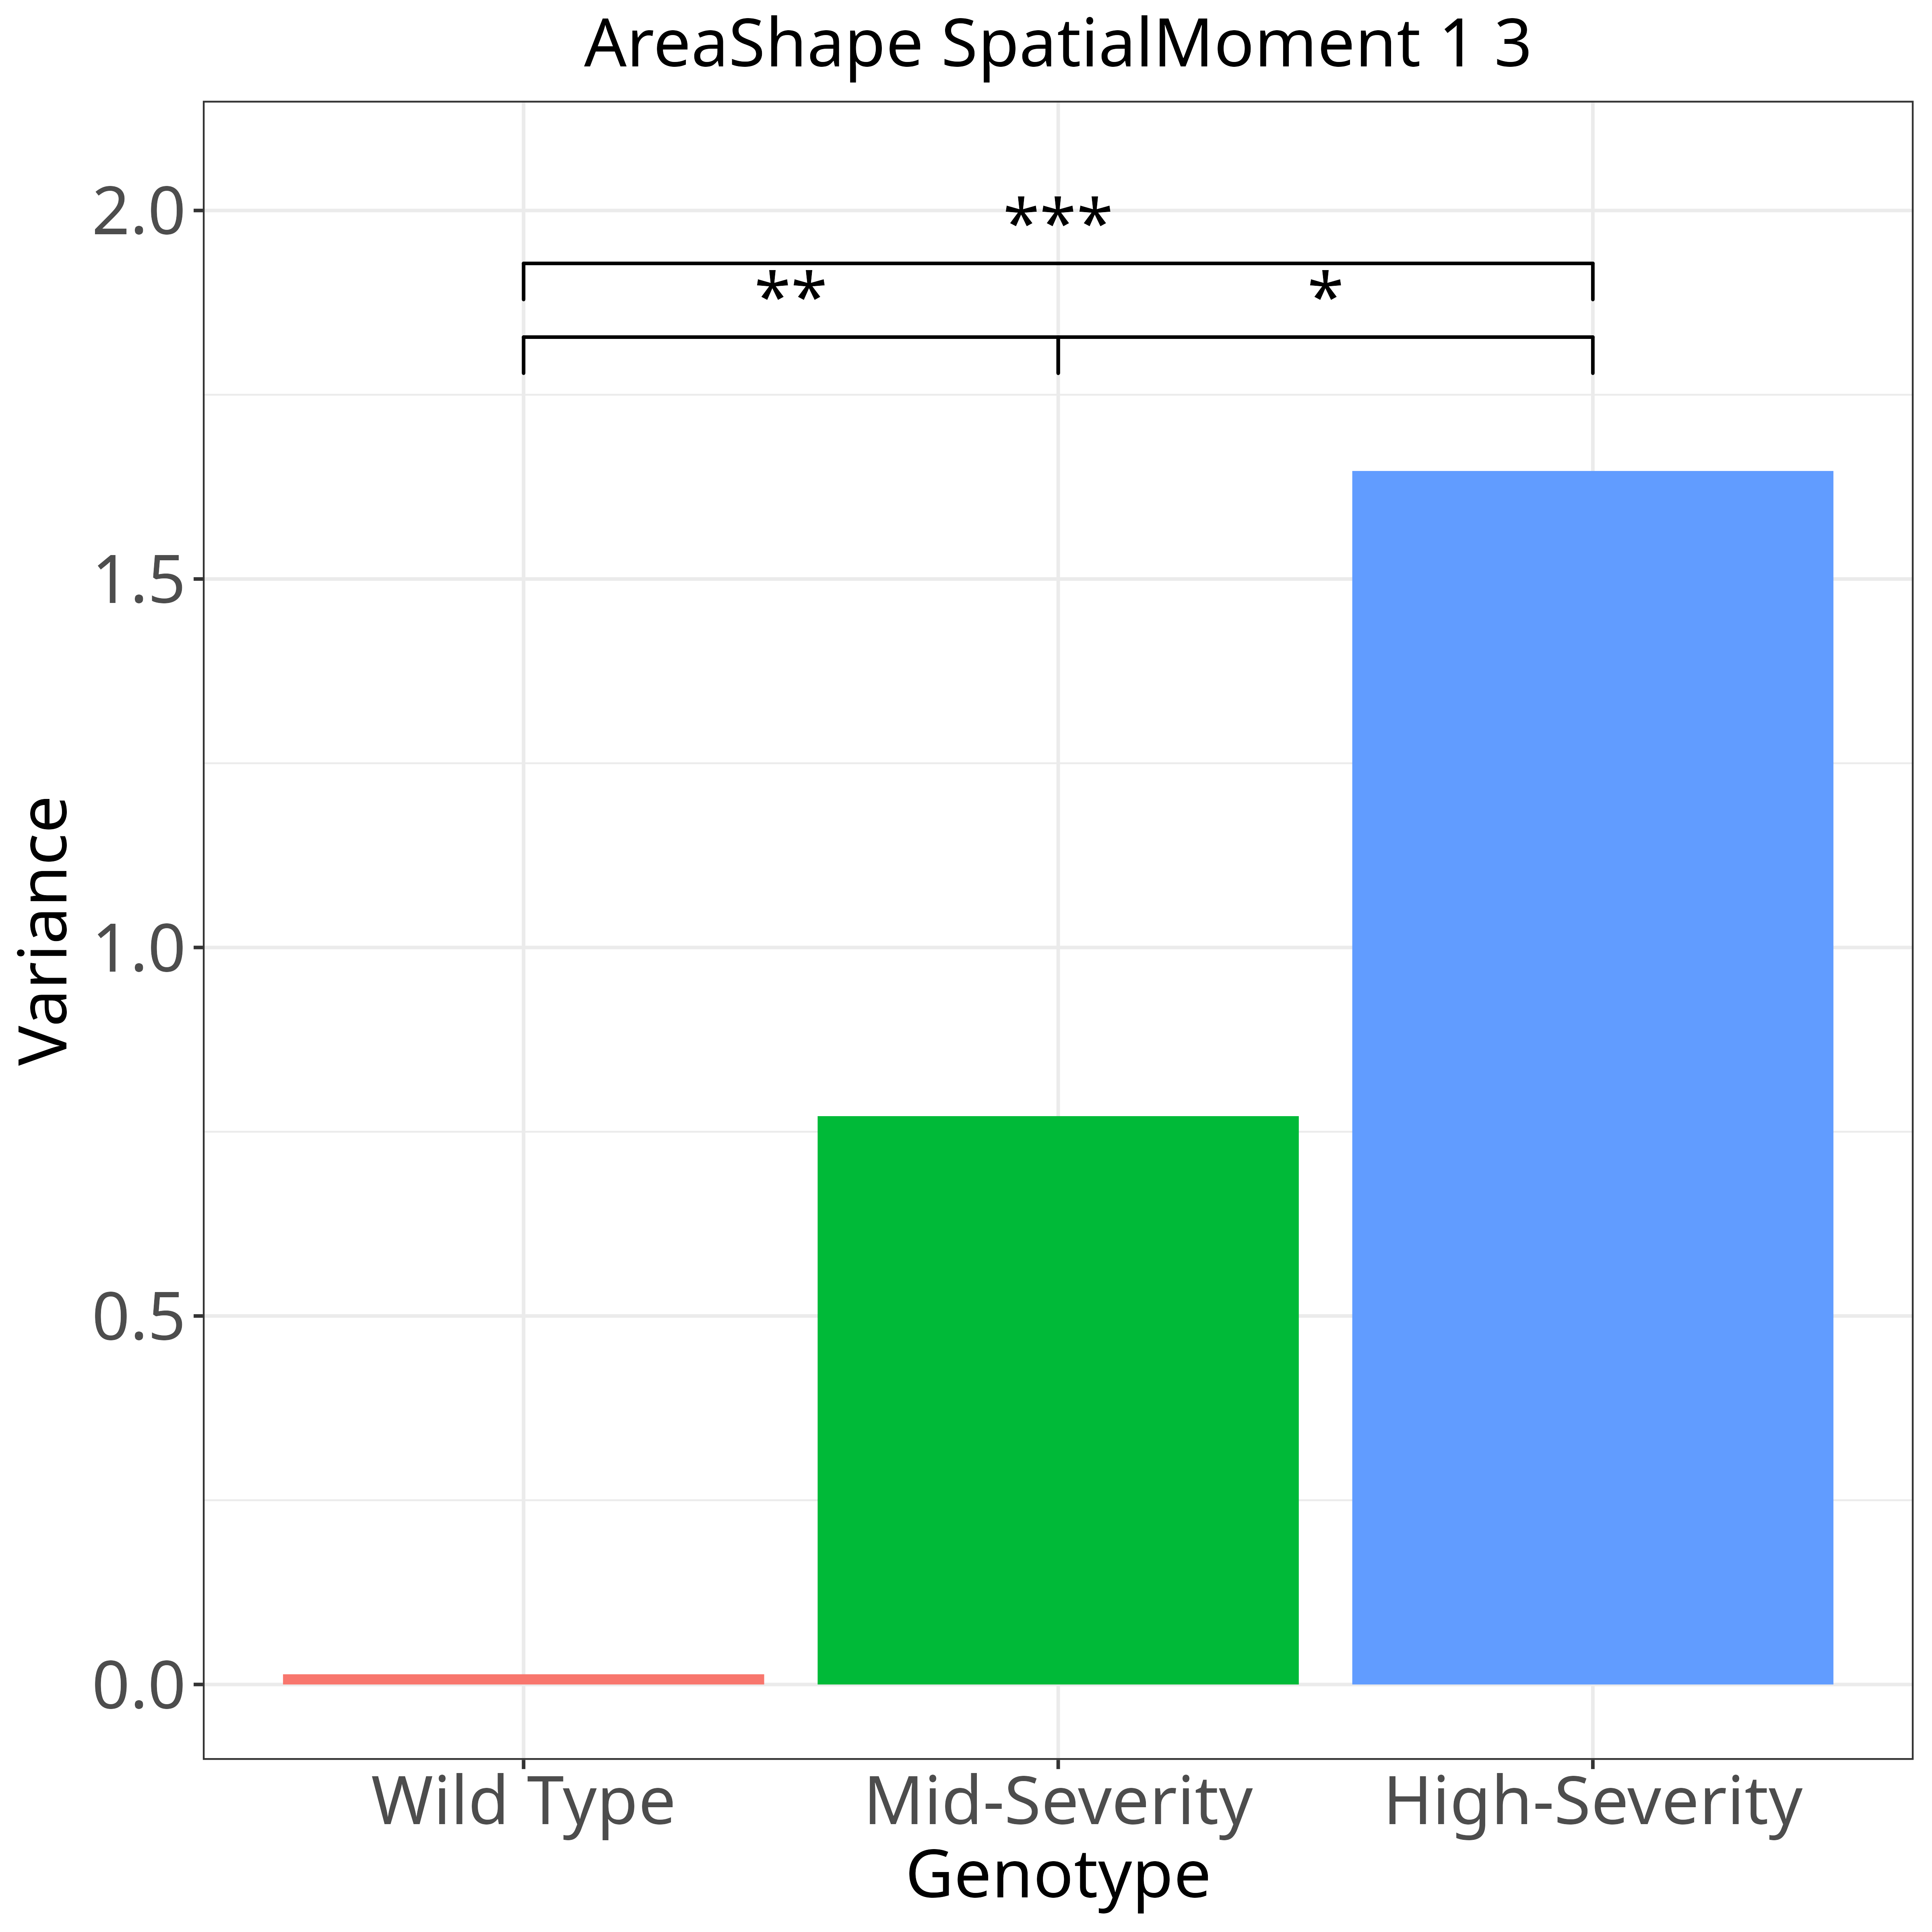 AreaShape SpatialMoment 1 3
2.0
***
**
*
1.5
1.0
0.5
0.0
Variance
Wild Type
Mid-Severity
High-Severity
Genotype